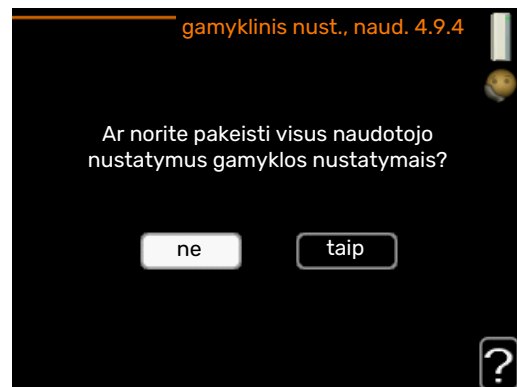 gamyklinis nust., naud. 4.9.4
Ar norite pakeisti visus naudotojo
nustatymus gamyklos nustatymais?
ne taip
?